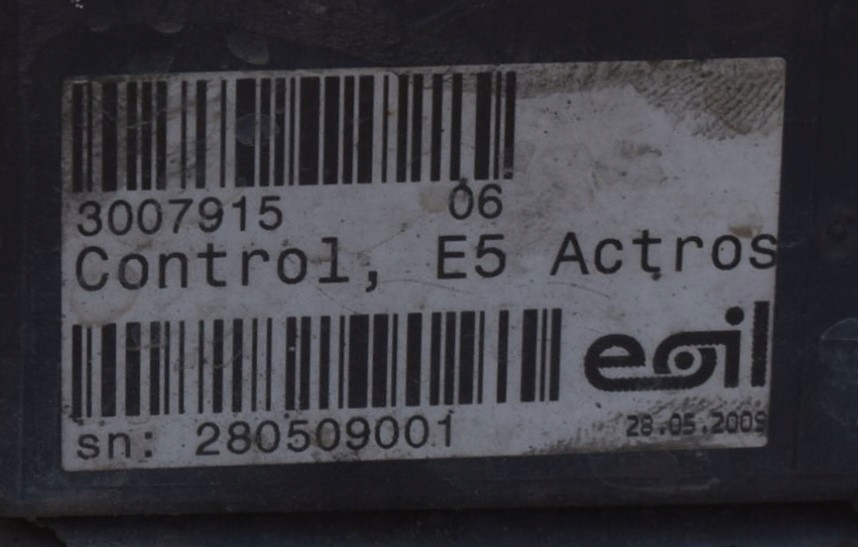 3007915 06
Control, E5 Actros
egil
sn: 280509001
28.05.2009